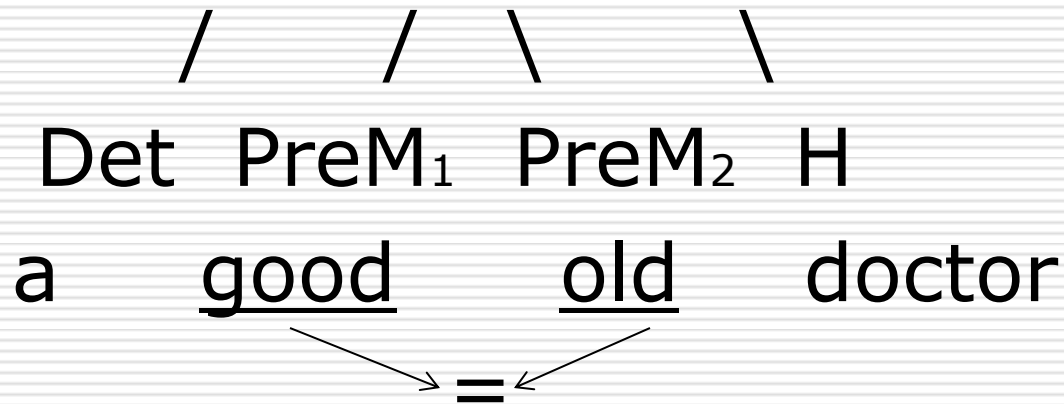 / / \ \
Det PreM₁ PreM₂ H
a good old doctor
=